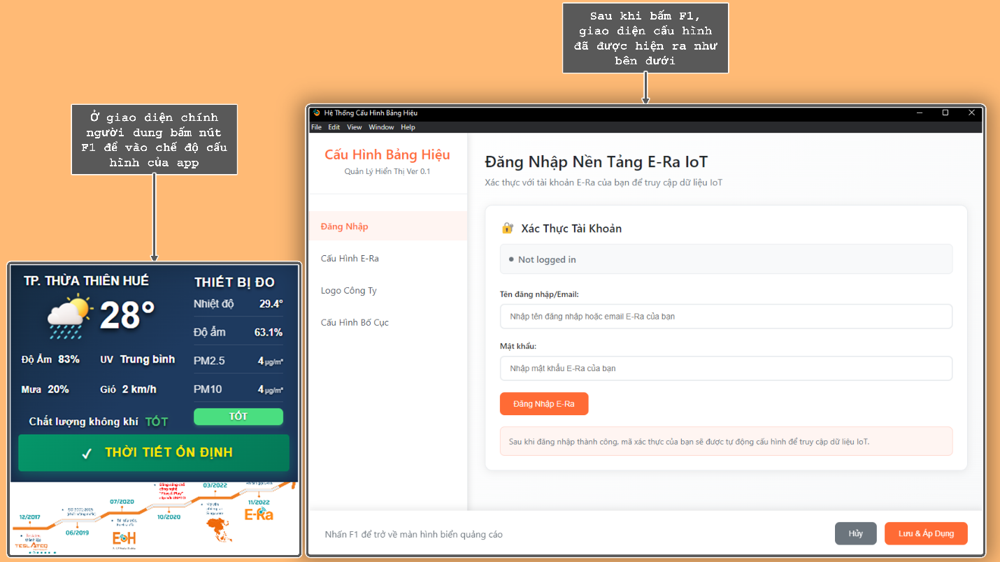 Sau khi bấm F1,
giao diện cấu hình
đã được hiện ra như
bên dưới
Ở giao diện chính
người dung bấm nút
F1 để vào chế độ cấu
hình của app
Hệ Thống Cấu Hình Bảng Hiệu
File Edit View Window Help
Cấu Hình Bảng Hiệu
Quản Lý Hiển Thị Ver 0.1
Đăng Nhập
Cấu Hình E-Ra
Logo Công Ty
Cấu Hình Bố Cục
Đăng Nhập Nền Tảng E-Ra IoT
Xác thực với tài khoản E-Ra của bạn để truy cập dữ liệu IoT
Xác Thực Tài Khoản
Not logged in
Tên đăng nhập/Email:
Nhập tên đăng nhập hoặc email E-Ra của bạn
Mật khẩu:
Nhập mật khẩu E-Ra của bạn
Đăng Nhập E-Ra
Sau khi đăng nhập thành công, mã xác thực của bạn sẽ được tự động cấu hình để truy cập dữ liệu IoT.
Nhấn F1 để trở về màn hình biển quảng cáo
Hủy
Lưu & Áp Dụng
TP. THỪA THIÊN HUẾ
28°
Độ Ẩm 83% UV Trung bình
Mưa 20% Gió 2 km/h
Chất lượng không khí TỐT
THIẾT BỊ ĐO
Nhiệt độ 29.4°
Độ ẩm 63.1%
PM2.5 4 µg/m³
PM10 4 µg/m³
TỐT
✓ THỜI TIẾT ỔN ĐỊNH
"Plug & Play"
03/2022
07/2020
11/2022
12/2017
10/2020
06/2019
E-Ra
EoH
TESLATEQ